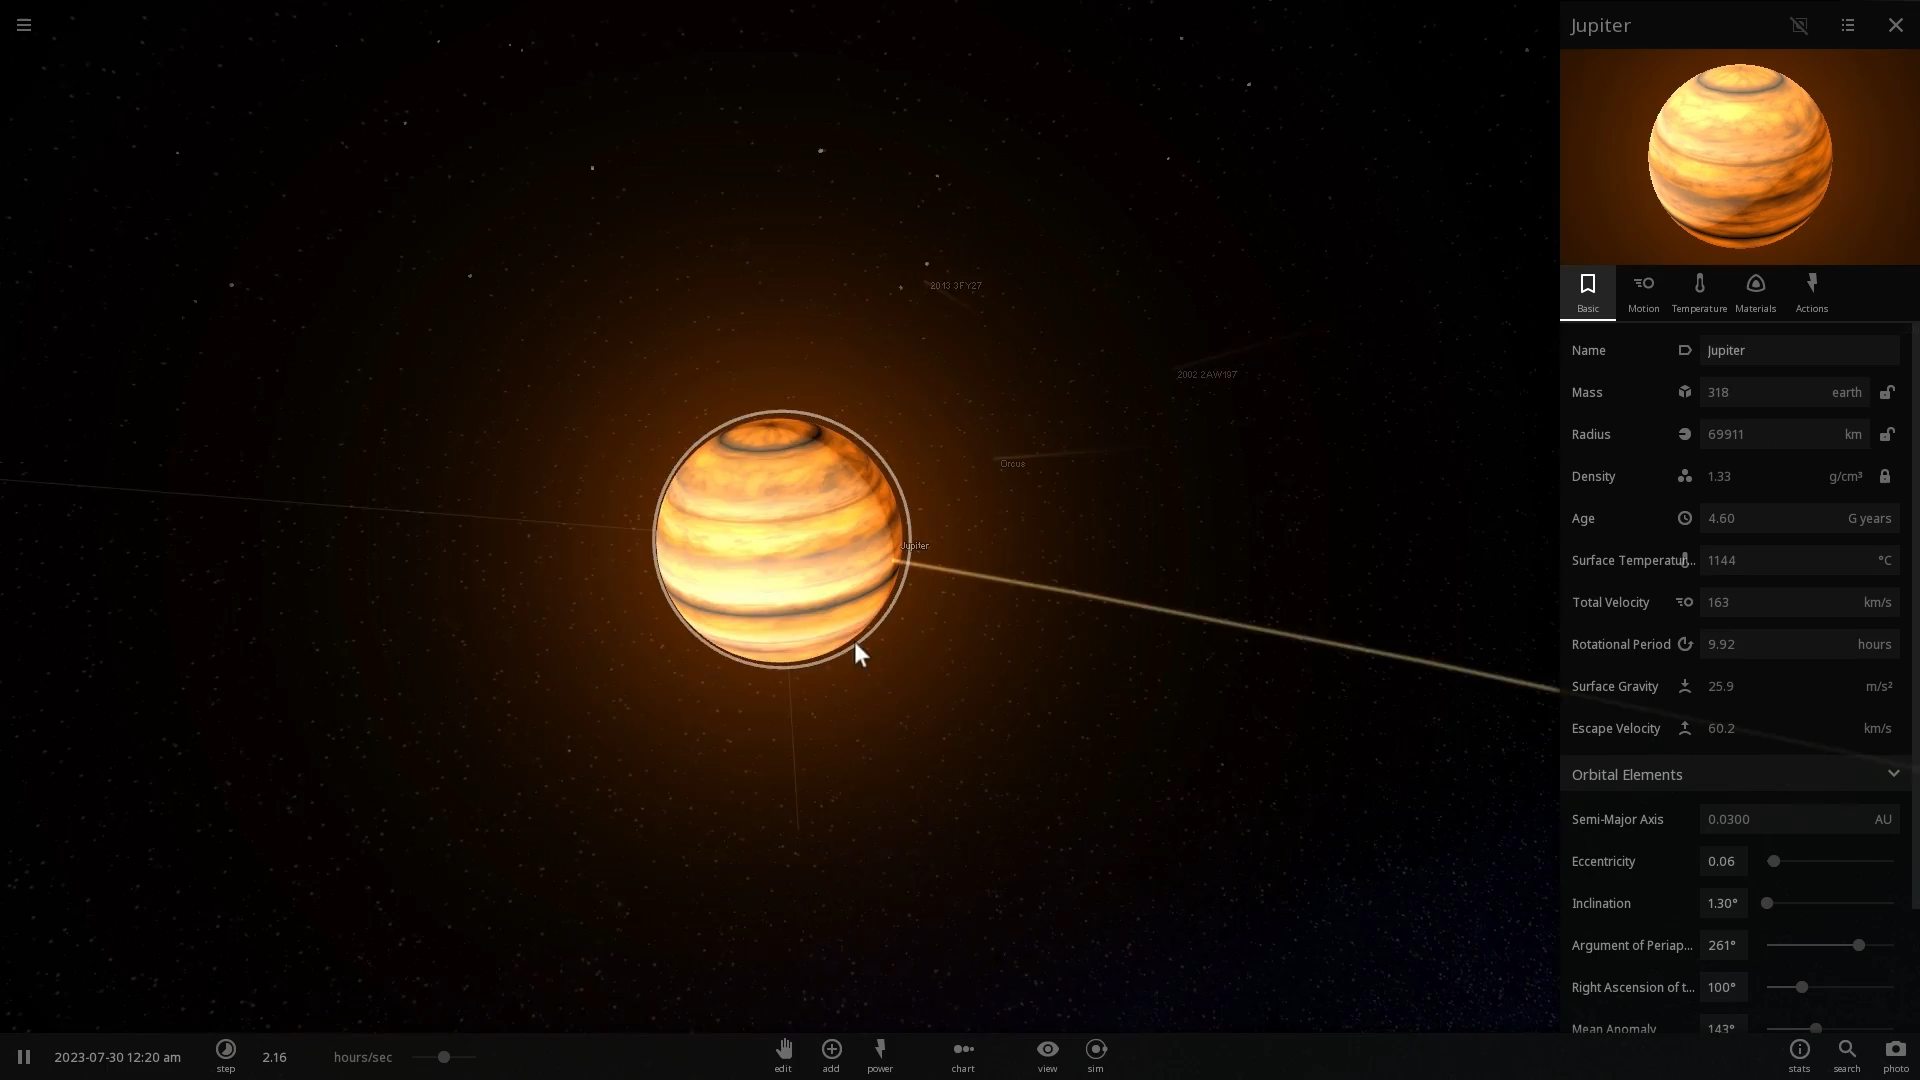 Jupiter
2013 3FY27
2002 2AW197
Orcus
Jupiter
Basic
Motion
Temperature
Materials
Actions
Name Jupiter
Mass 318 earth
Radius 69911 km
Density 1.33 g/cm³
Age 4.60 G years
Surface Temperatur... 1144 °C
Total Velocity 163 km/s
Rotational Period 9.92 hours
Surface Gravity 25.9 m/s²
Escape Velocity 60.2 km/s
Orbital Elements
Semi-Major Axis 0.0300 AU
Eccentricity 0.06
Inclination 1.30°
Argument of Periap... 261°
Right Ascension of t... 100°
Mean Anomaly 143°
2023-07-30 12:20 am
step
2.16 hours/sec
edit
add
power
chart
view
sim
stats
search
photo